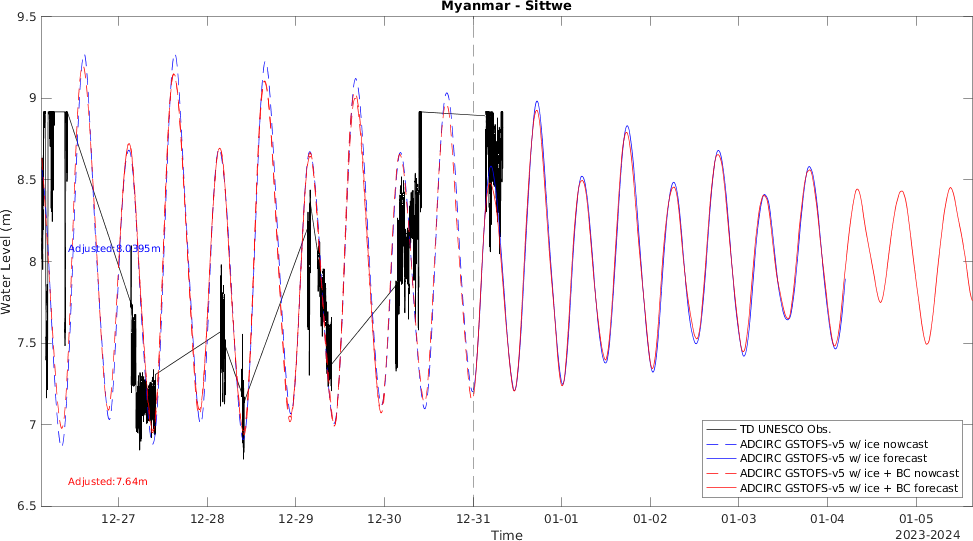 Myanmar - Sittwe
9.5
9
8.5
8
7.5
7
6.5
Water Level (m)
Adjusted:8.0395m
Adjusted:7.64m
TD UNESCO Obs.
ADCIRC GSTOFS-v5 w/ ice nowcast
ADCIRC GSTOFS-v5 w/ ice forecast
ADCIRC GSTOFS-v5 w/ ice + BC nowcast
ADCIRC GSTOFS-v5 w/ ice + BC forecast
12-27 12-28 12-29 12-30 12-31 01-01 01-02 01-03 01-04 01-05
Time
2023-2024